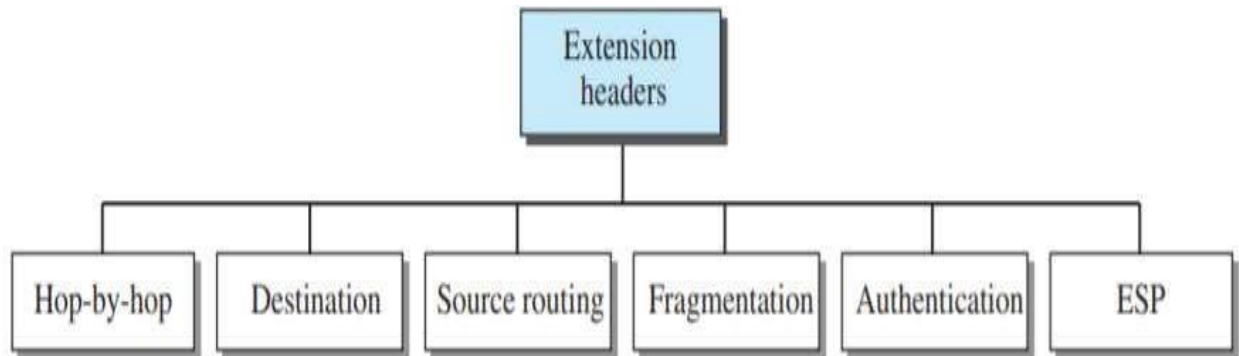 Extension
headers
Hop-by-hop
Destination
Source routing
Fragmentation
Authentication
ESP